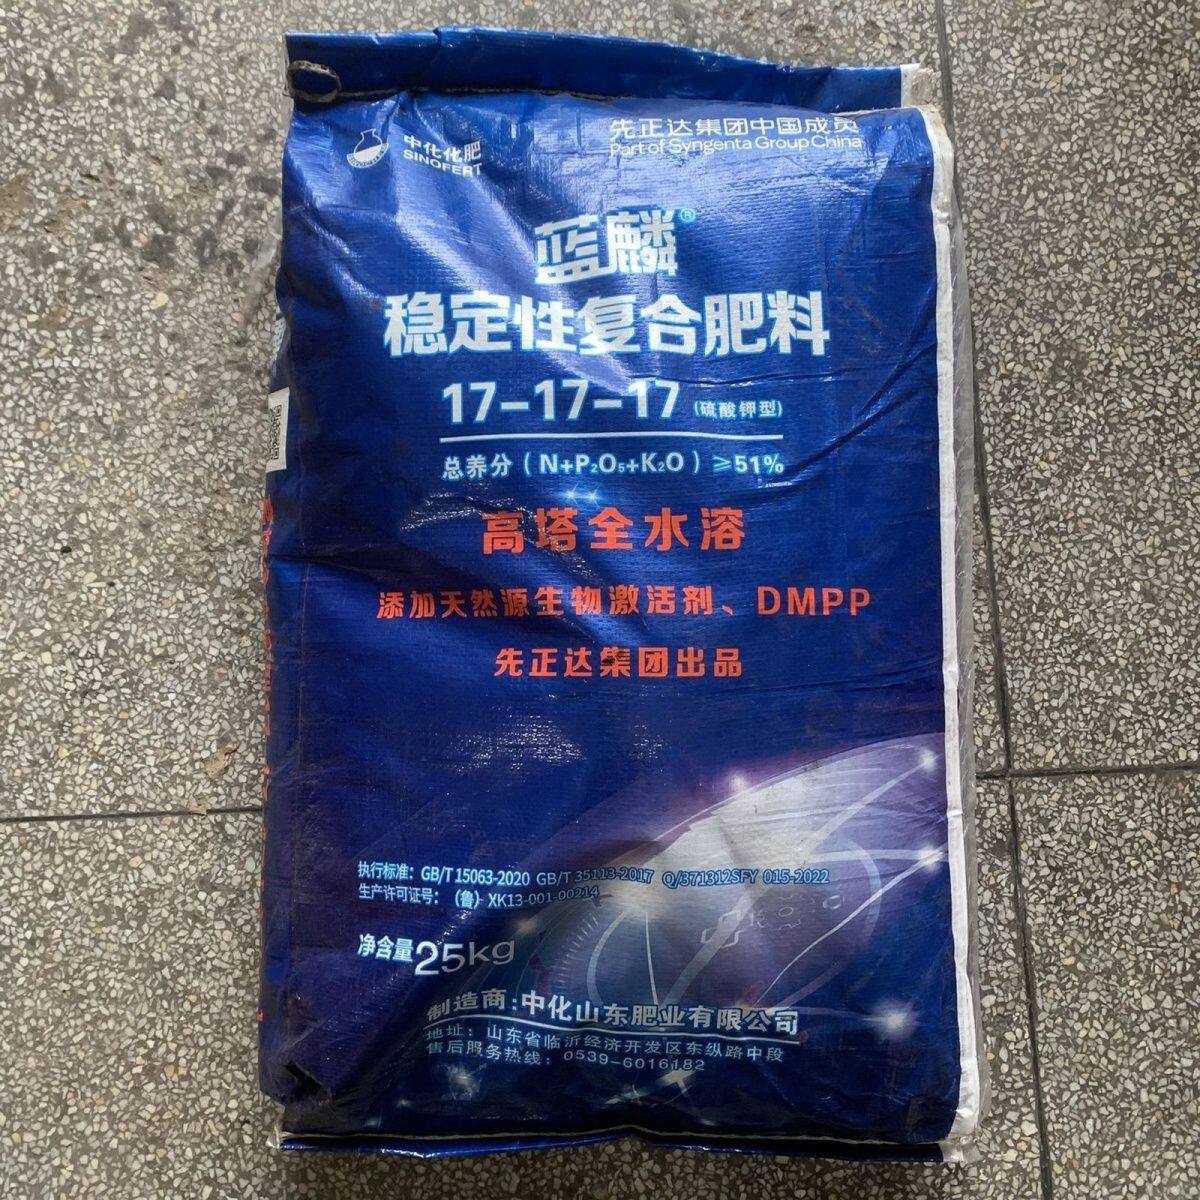 中化化肥
SINOFERT
先正达集团中国成员
Part of Syngenta Group China
蓝麟®
稳定性复合肥料
17-17-17 (硫酸钾型)
总养分（N+P₂O₅+K₂O）≥51%
高塔全水溶
添加天然源生物激活剂、DMPP
先正达集团出品
执行标准：GB/T 15063-2020 GB/T 35113-2017 Q/371312SFY 015-2022
生产许可证号：（鲁）XK13-001-00214
净含量25kg
制造商：中化山东肥业有限公司
地址：山东省临沂经济开发区东纵路中段
售后服务热线：0539-6016182